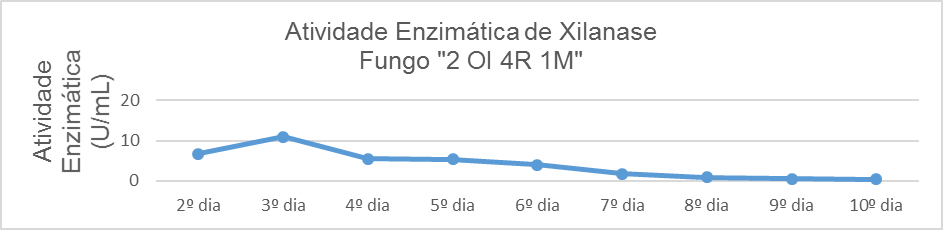 Atividade Enzimática de Xilanase
Fungo "2 OI 4R 1M"
Atividade
Enzimática
(U/mL)
20
10
0
2º dia 3º dia 4º dia 5º dia 6º dia 7º dia 8º dia 9º dia 10º dia